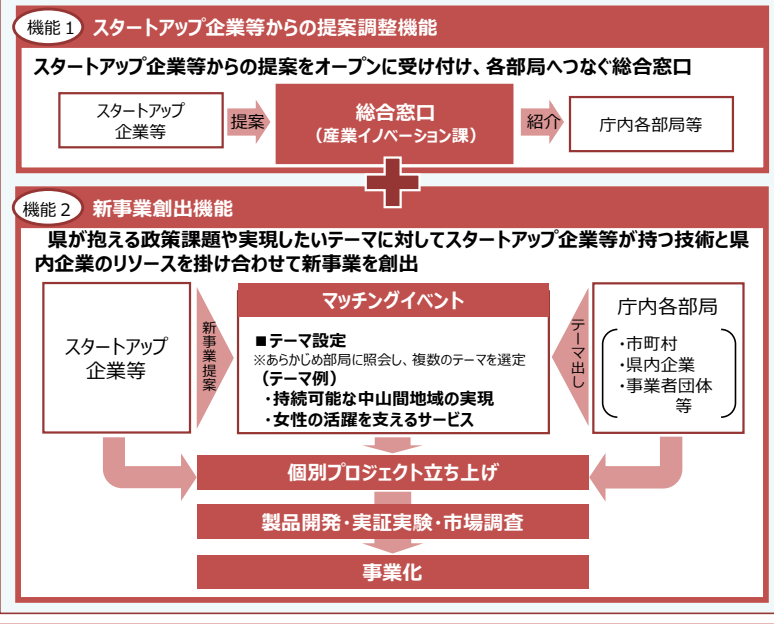 機能1 スタートアップ企業等からの提案調整機能
スタートアップ企業等からの提案をオープンに受け付け、各部局へつなぐ総合窓口
スタートアップ
企業等
提案
総合窓口
(産業イノベーション課)
紹介
庁内各部局等
機能2 新事業創出機能
県が抱える政策課題や実現したいテーマに対してスタートアップ企業等が持つ技術と県
内企業のリソースを掛け合わせて新事業を創出
スタートアップ
企業等
新事業提案
マッチングイベント
■テーマ設定
※あらかじめ部局に照会し、複数のテーマを選定
(テーマ例)
・持続可能な中山間地域の実現
・女性の活躍を支えるサービス
テーマ出し
庁内各部局
・市町村
・県内企業
・事業者団体
等
個別プロジェクト立ち上げ
製品開発・実証実験・市場調査
事業化